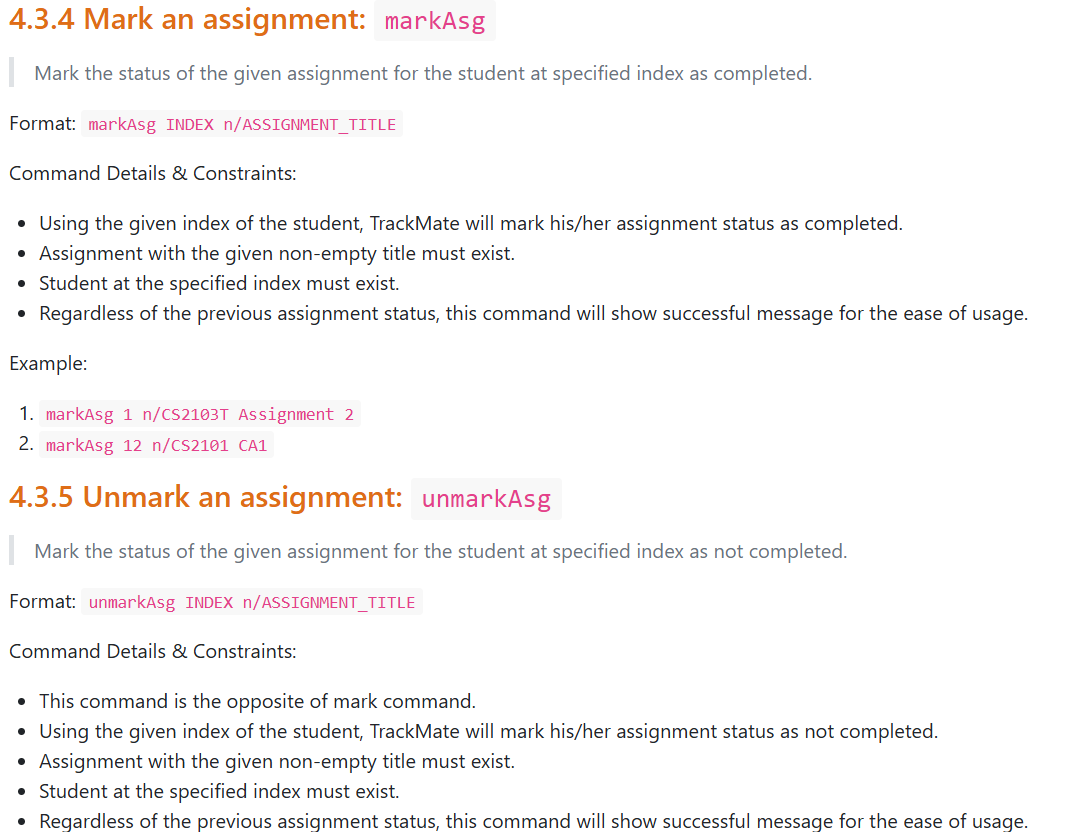 4.3.4 Mark an assignment: markAsg
Mark the status of the given assignment for the student at specified index as completed.
Format: markAsg INDEX n/ASSIGNMENT_TITLE
Command Details & Constraints:
• Using the given index of the student, TrackMate will mark his/her assignment status as completed.
• Assignment with the given non-empty title must exist.
• Student at the specified index must exist.
• Regardless of the previous assignment status, this command will show successful message for the ease of usage.
Example:
1. markAsg 1 n/CS2103T Assignment 2
2. markAsg 12 n/CS2101 CA1
4.3.5 Unmark an assignment: unmarkAsg
Mark the status of the given assignment for the student at specified index as not completed.
Format: unmarkAsg INDEX n/ASSIGNMENT_TITLE
Command Details & Constraints:
• This command is the opposite of mark command.
• Using the given index of the student, TrackMate will mark his/her assignment status as not completed.
• Assignment with the given non-empty title must exist.
• Student at the specified index must exist.
• Regardless of the previous assignment status, this command will show successful message for the ease of usage.